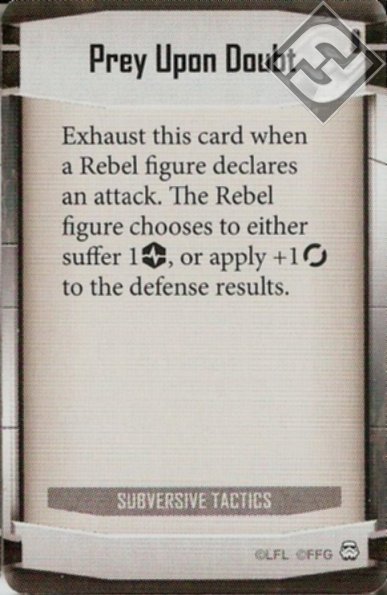 Prey Upon Doubt
Exhaust this card when
a Rebel figure declares
an attack. The Rebel
figure chooses to either
suffer 1, or apply +1
to the defense results.
SUBVERSIVE TACTICS
©LFL ©FFG